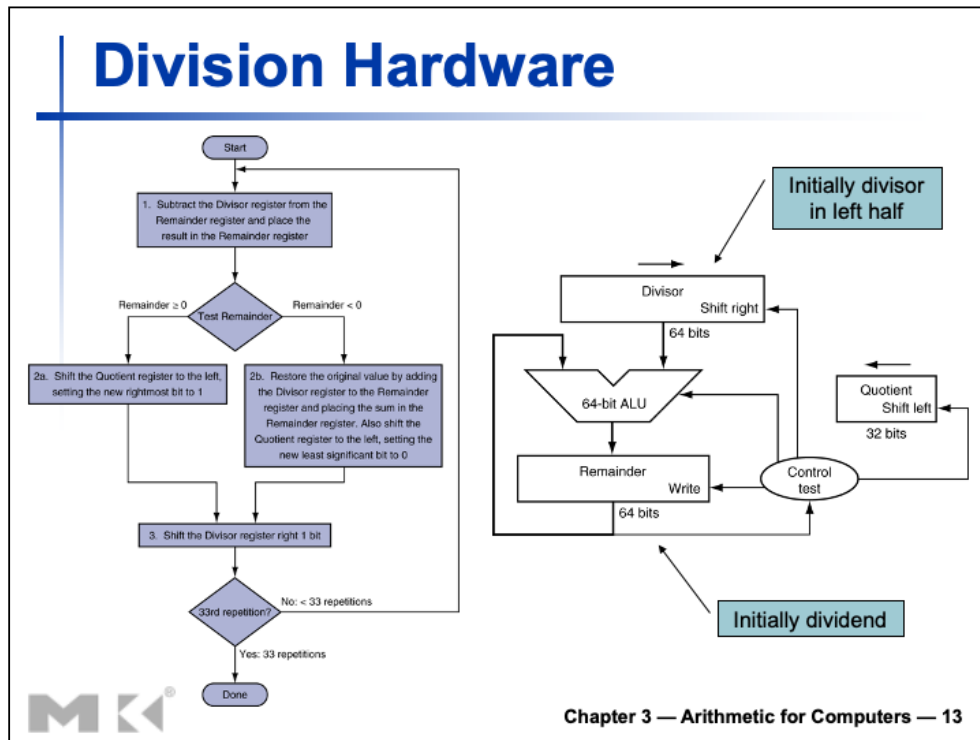 Division Hardware
Start
1. Subtract the Divisor register from the
Remainder register and place the
result in the Remainder register
Remainder ≥ 0
Remainder < 0
Test Remainder
2a. Shift the Quotient register to the left,
setting the new rightmost bit to 1
2b. Restore the original value by adding
the Divisor register to the Remainder
register and placing the sum in the
Remainder register. Also shift the
Quotient register to the left, setting the
new least significant bit to 0
3. Shift the Divisor register right 1 bit
33rd repetition?
No: < 33 repetitions
Yes: 33 repetitions
Done
Initially divisor
in left half
Divisor
Shift right
64 bits
64-bit ALU
Quotient
Shift left
32 bits
Remainder
Write
64 bits
Control
test
Initially dividend
MK®
Chapter 3 — Arithmetic for Computers — 13